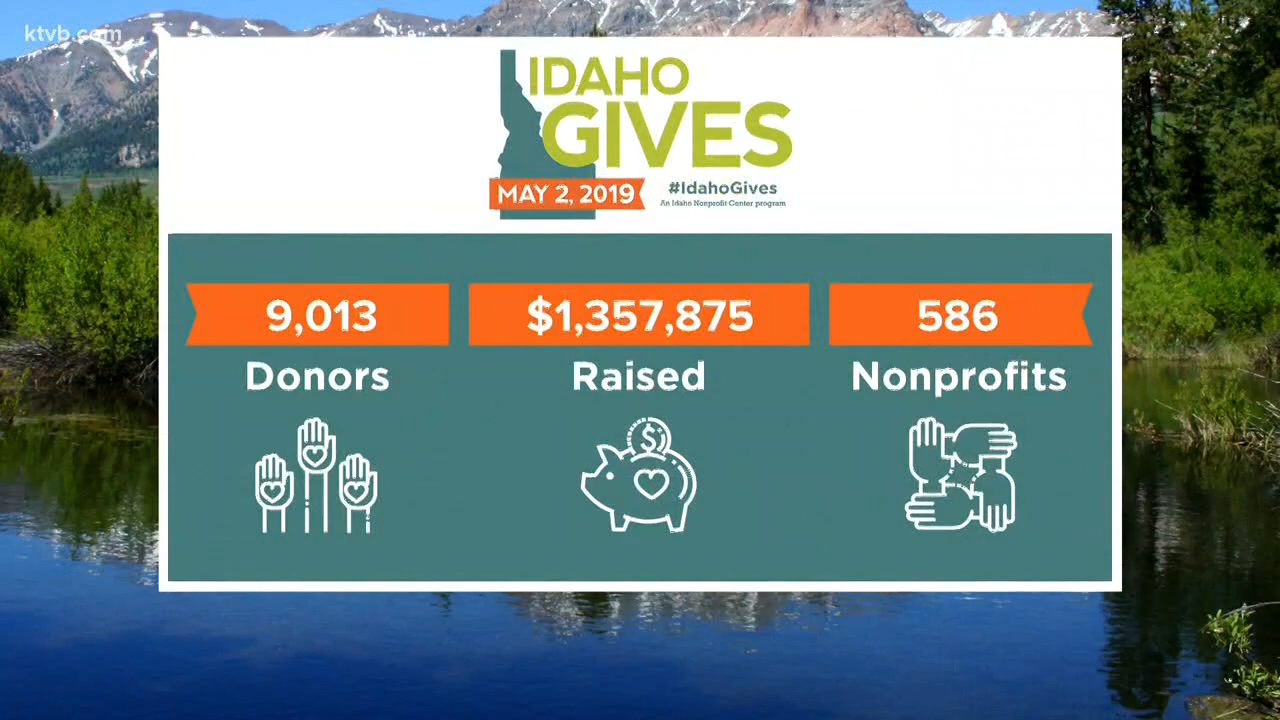 ktvb.com
IDAHO
GIVES
MAY 2, 2019
#IdahoGives
An Idaho Nonprofit Center program
9,013
$1,357,875
586
Donors
Raised
Nonprofits
$